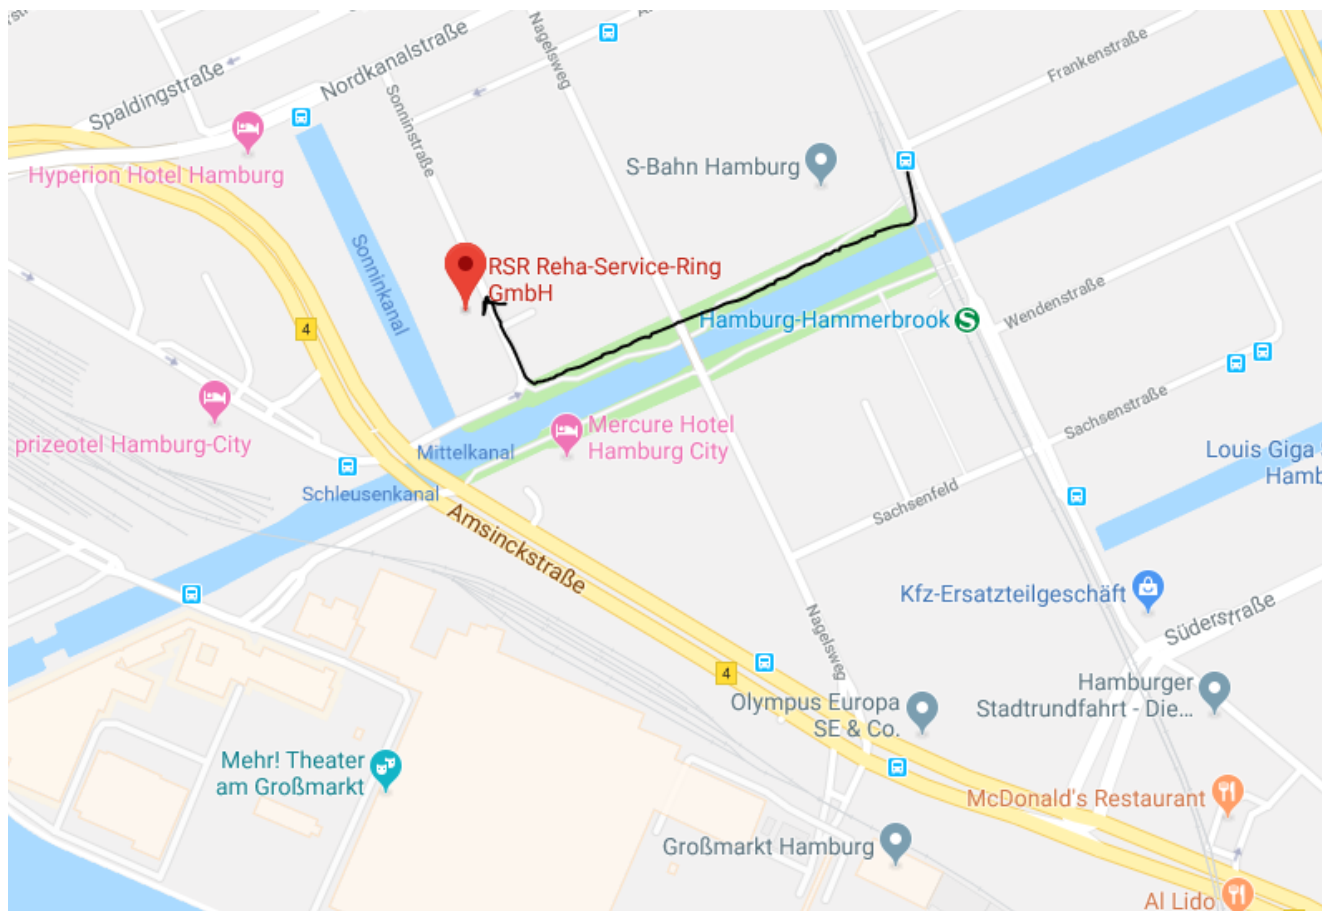 Nordkanalstraße
Spaldingstraße
Nagelsweg
Sonninstraße
Frankenstraße
Hyperion Hotel Hamburg
S-Bahn Hamburg
Sonninkanal
RSR Reha-Service-Ring
GmbH
4
Hamburg-Hammerbrook
S
Wendenstraße
prizeotel Hamburg-City
Mercure Hotel
Hamburg City
Sachsenstraße
Mittelkanal
Schleusenkanal
Louis Giga
Hamb
Sachsenfeld
Amsinckstraße
Kfz-Ersatzteilgeschäft
Süderstraße
Nagelsweg
4
Olympus Europa
SE & Co.
Hamburger
Stadtrundfahrt - Die...
Mehr! Theater
am Großmarkt
McDonald's Restaurant
Großmarkt Hamburg
Al Lido